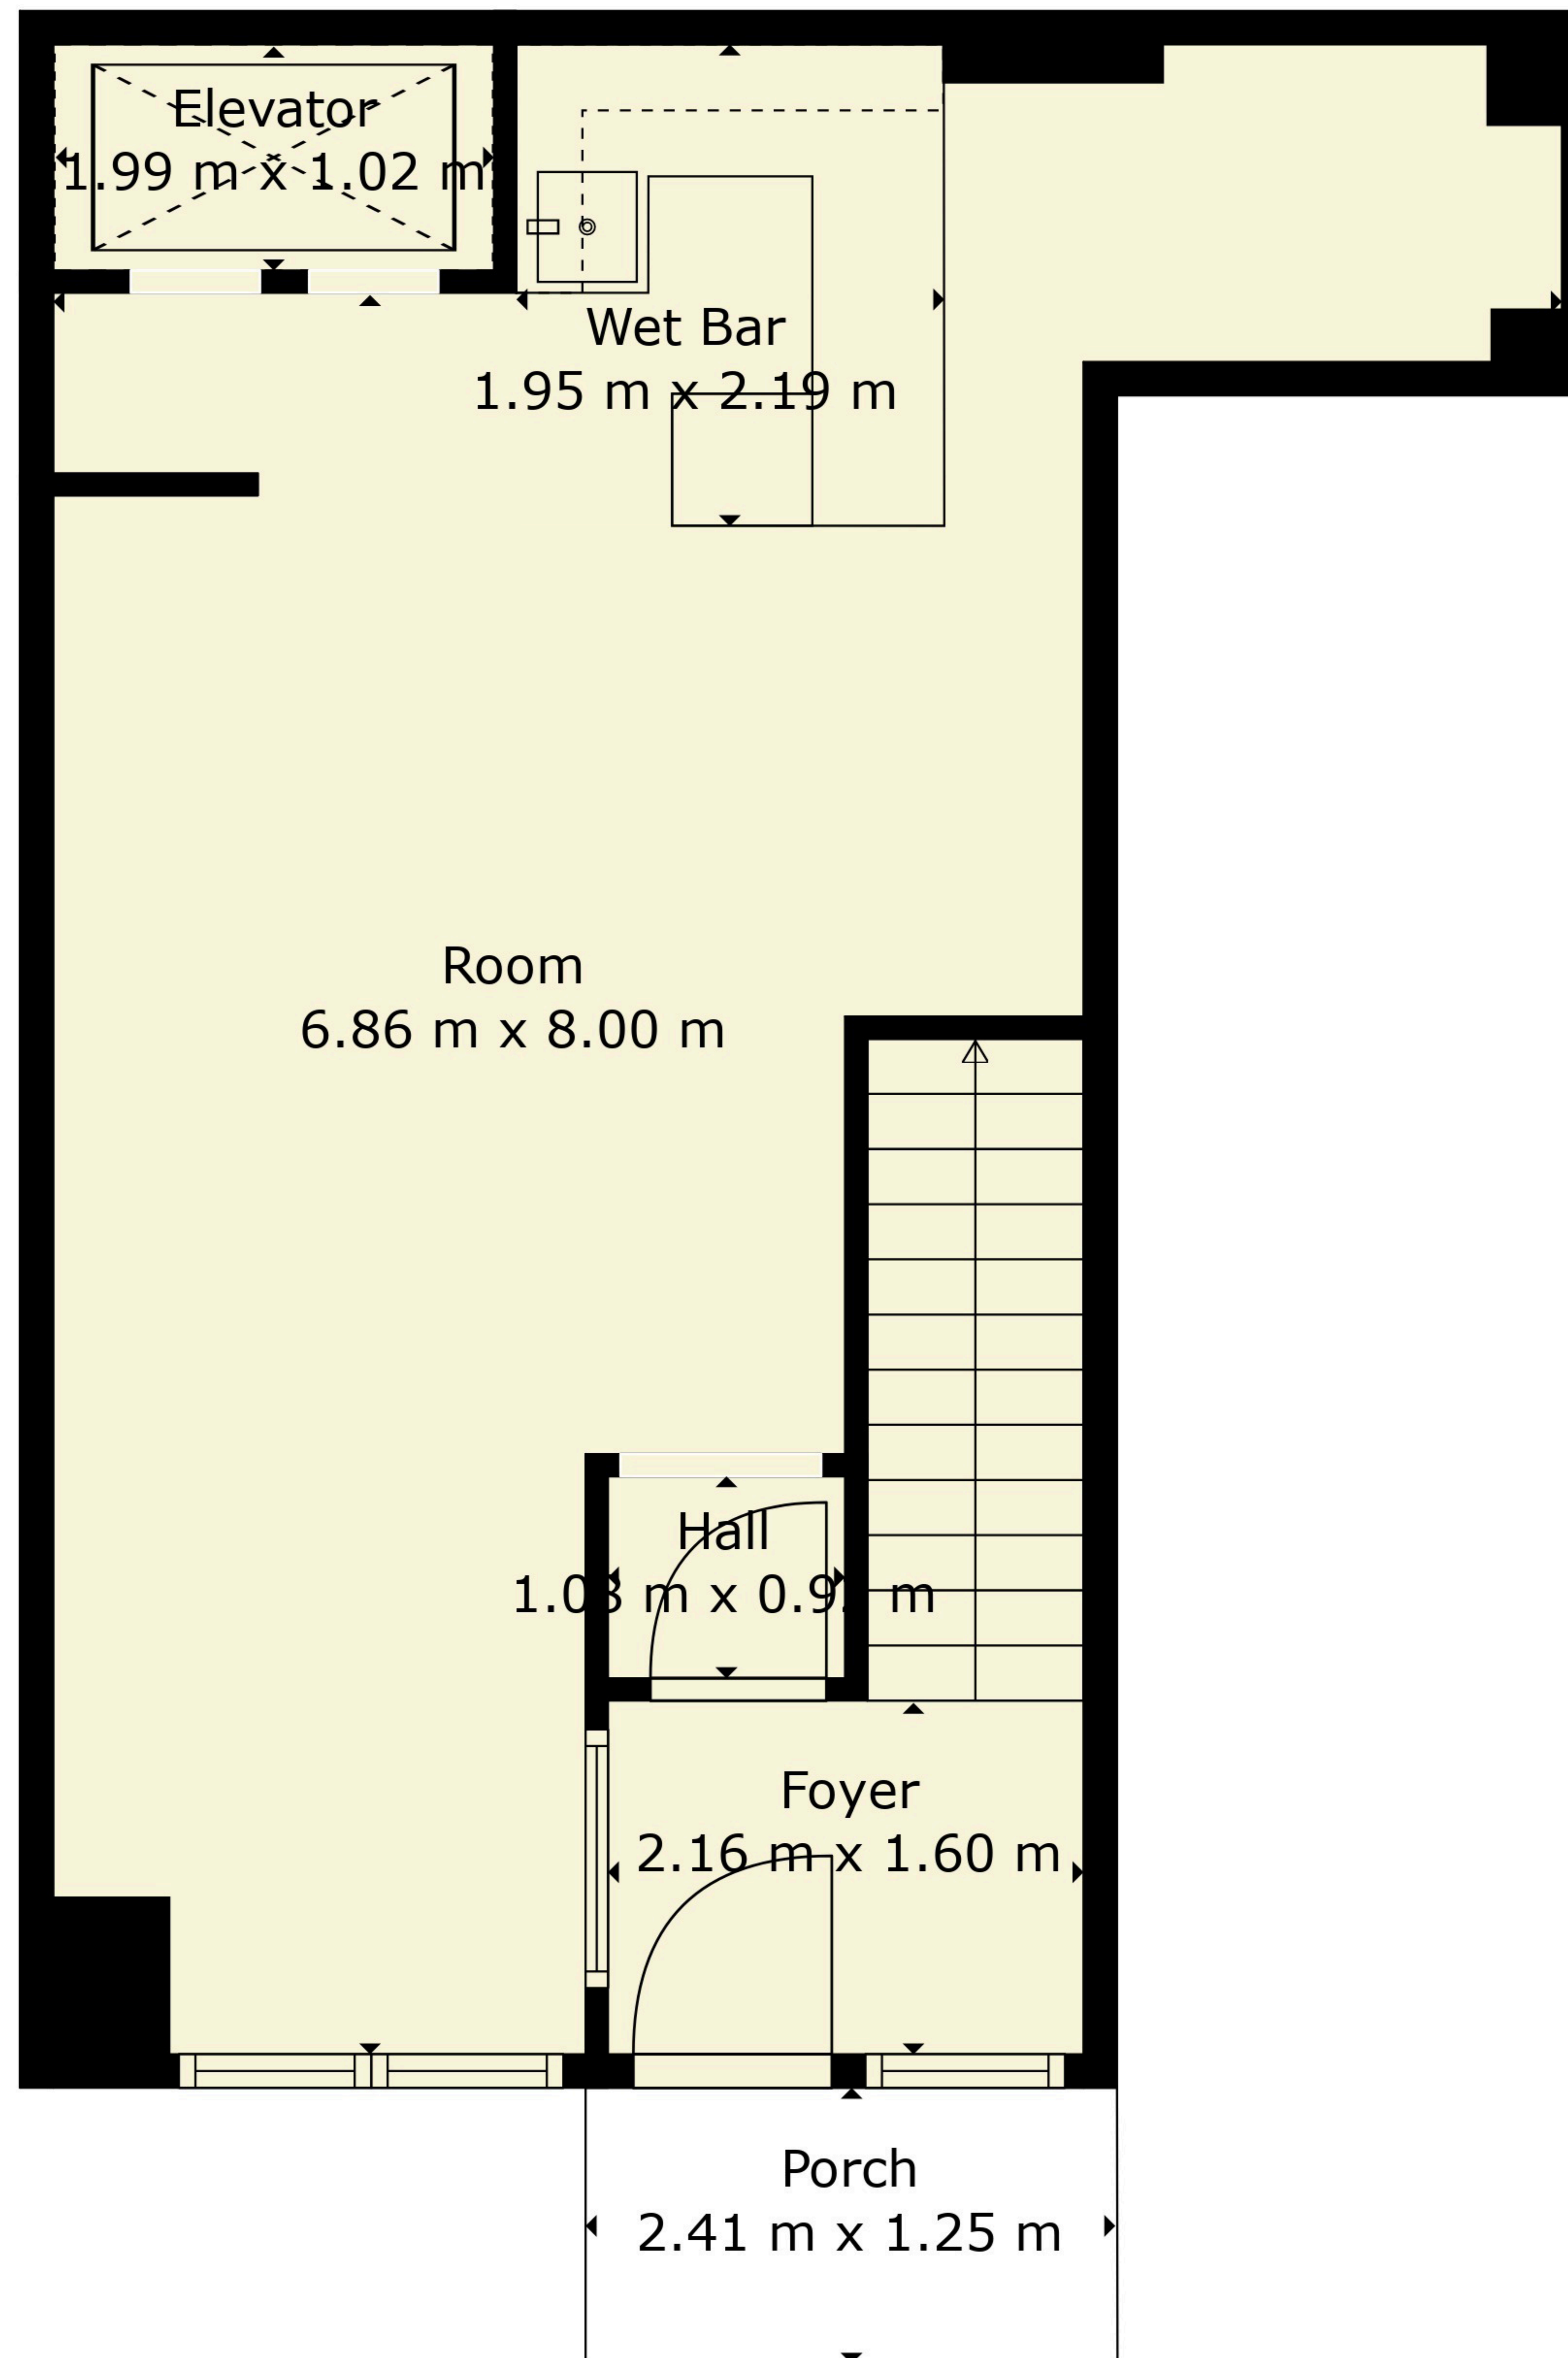 Elevator
1.99 m x 1.02 m
Wet Bar
1.95 m x 2.19 m
Room
6.86 m x 8.00 m
Hall
m x
Foyer
2.16 m x 1.60 m
Porch
2.41 m x 1.25 m